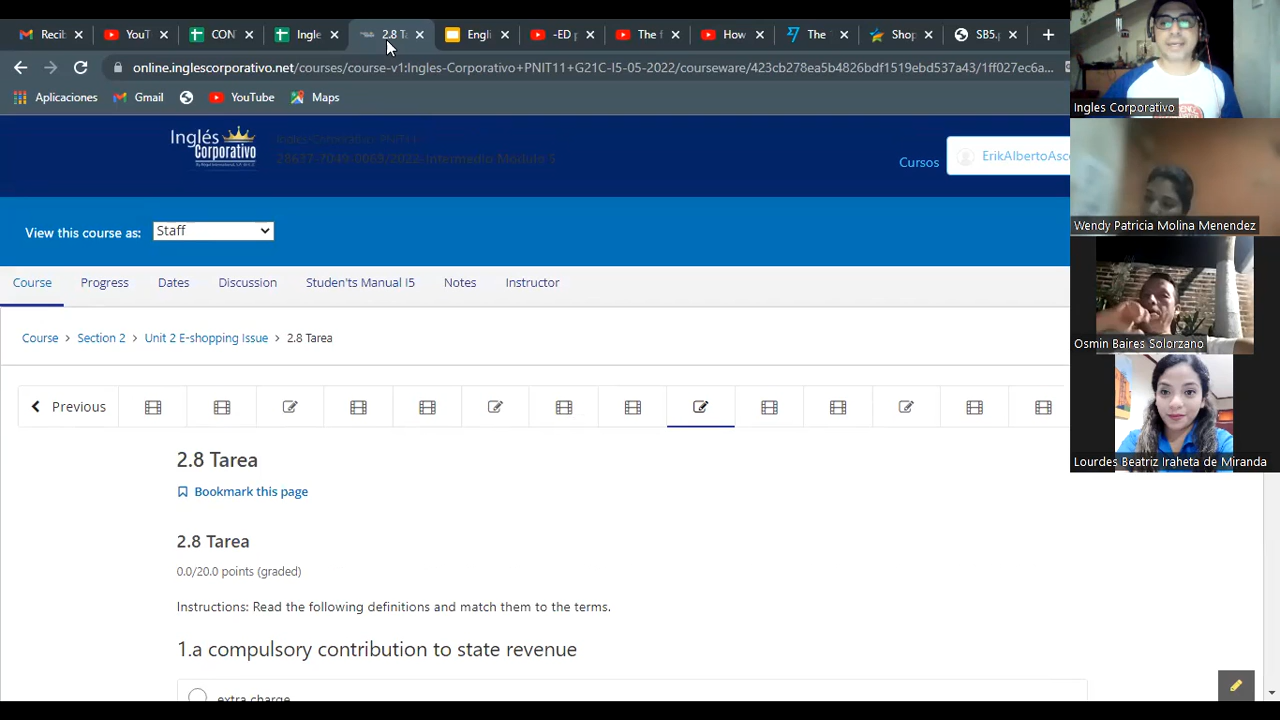 Recib
YouT
CON
Ingle
2.8 Ta
Engli
-ED p
The f
How
The
Shop
SB5.p
online.inglescorporativo.net/courses/course-v1:Ingles-Corporativo+PNIT11+G21C-I5-05-2022/courseware/423cb278ea5b4826bdf1519ebd537a43/1ff027ec6a...
Aplicaciones
Gmail
YouTube
Maps
Inglés
Corporativo
Cursos
ErikAlbertoAsc
View this course as:
Staff
Course
Progress
Dates
Discussion
Studen'ts Manual I5
Notes
Instructor
Course > Section 2 > Unit 2 E-shopping Issue > 2.8 Tarea
Previous
2.8 Tarea
Bookmark this page
2.8 Tarea
0.0/20.0 points (graded)
Instructions: Read the following definitions and match them to the terms.
1.a compulsory contribution to state revenue
extra charge
Ingles Corporativo
Wendy Patricia Molina Menendez
Osmin Baires Solorzano
Lourdes Beatriz Iraheta de Miranda